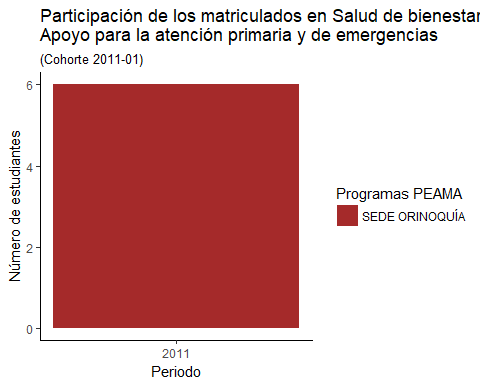 Participación de los matriculados en Salud de bienestar
Apoyo para la atención primaria y de emergencias
(Cohorte 2011-01)
6
4
2
0
Número de estudiantes
2011
Periodo
Programas PEAMA
SEDE ORINOQUÍA